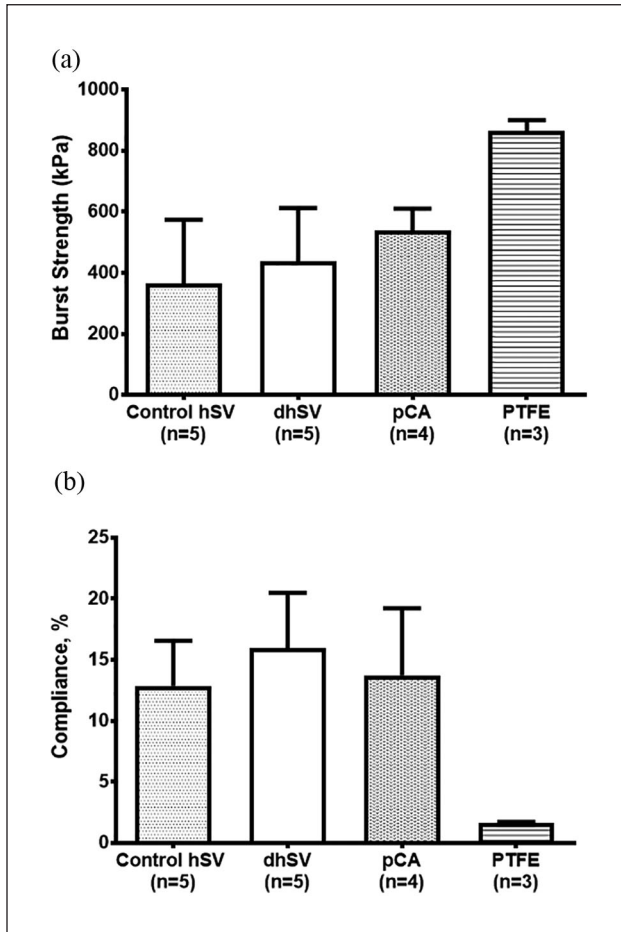 (a)
Burst Strength (kPa)
1000
800
600
400
200
0
Control hSV
(n=5)
dhSV
(n=5)
pCA
(n=4)
PTFE
(n=3)
(b)
Compliance, %
25
20
15
10
5
0
Control hSV
(n=5)
dhSV
(n=5)
pCA
(n=4)
PTFE
(n=3)